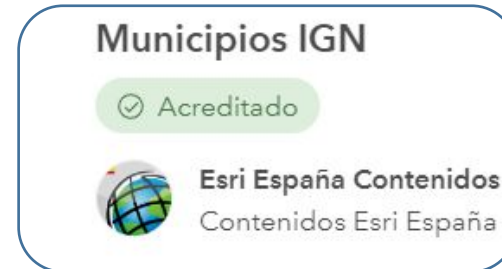 Municipios IGN
Acreditado
Esri España Contenidos
Contenidos Esri España